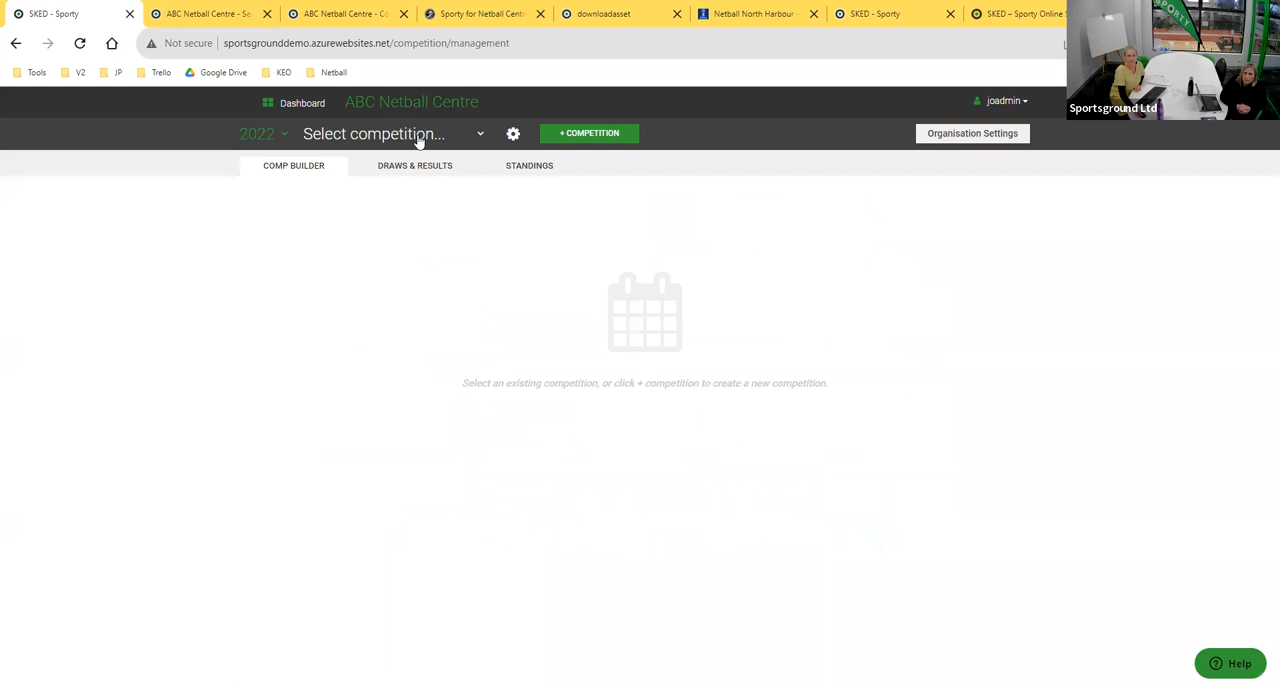 SKED - Sporty
ABC Netball Centre - Se
ABC Netball Centre - Co
Sporty for Netball Centr
downloadasset
Netball North Harbour
SKED - Sporty
SKED – Sporty Online S
Not secure
sportsgrounddemo.azurewebsites.net/competition/management
Tools
V2
JP
Trello
Google Drive
KEO
Netball
SPORTY
Sportsground Ltd
Dashboard
ABC Netball Centre
joadmin
2022
Select competition...
+ COMPETITION
Organisation Settings
COMP BUILDER
DRAWS & RESULTS
STANDINGS
Select an existing competition, or click + competition to create a new competition.
Help